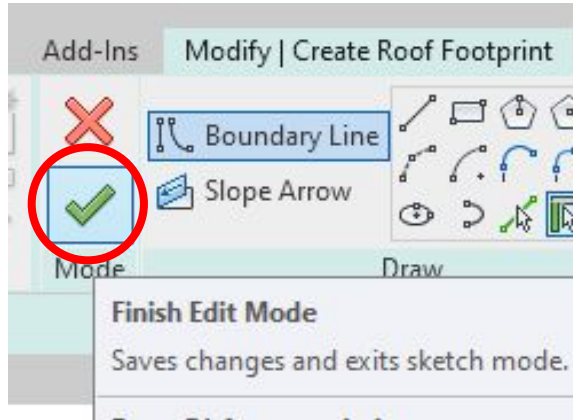 Add-Ins Modify | Create Roof Footprint
Boundary Line
Slope Arrow
Mode Draw
Finish Edit Mode
Saves changes and exits sketch mode.